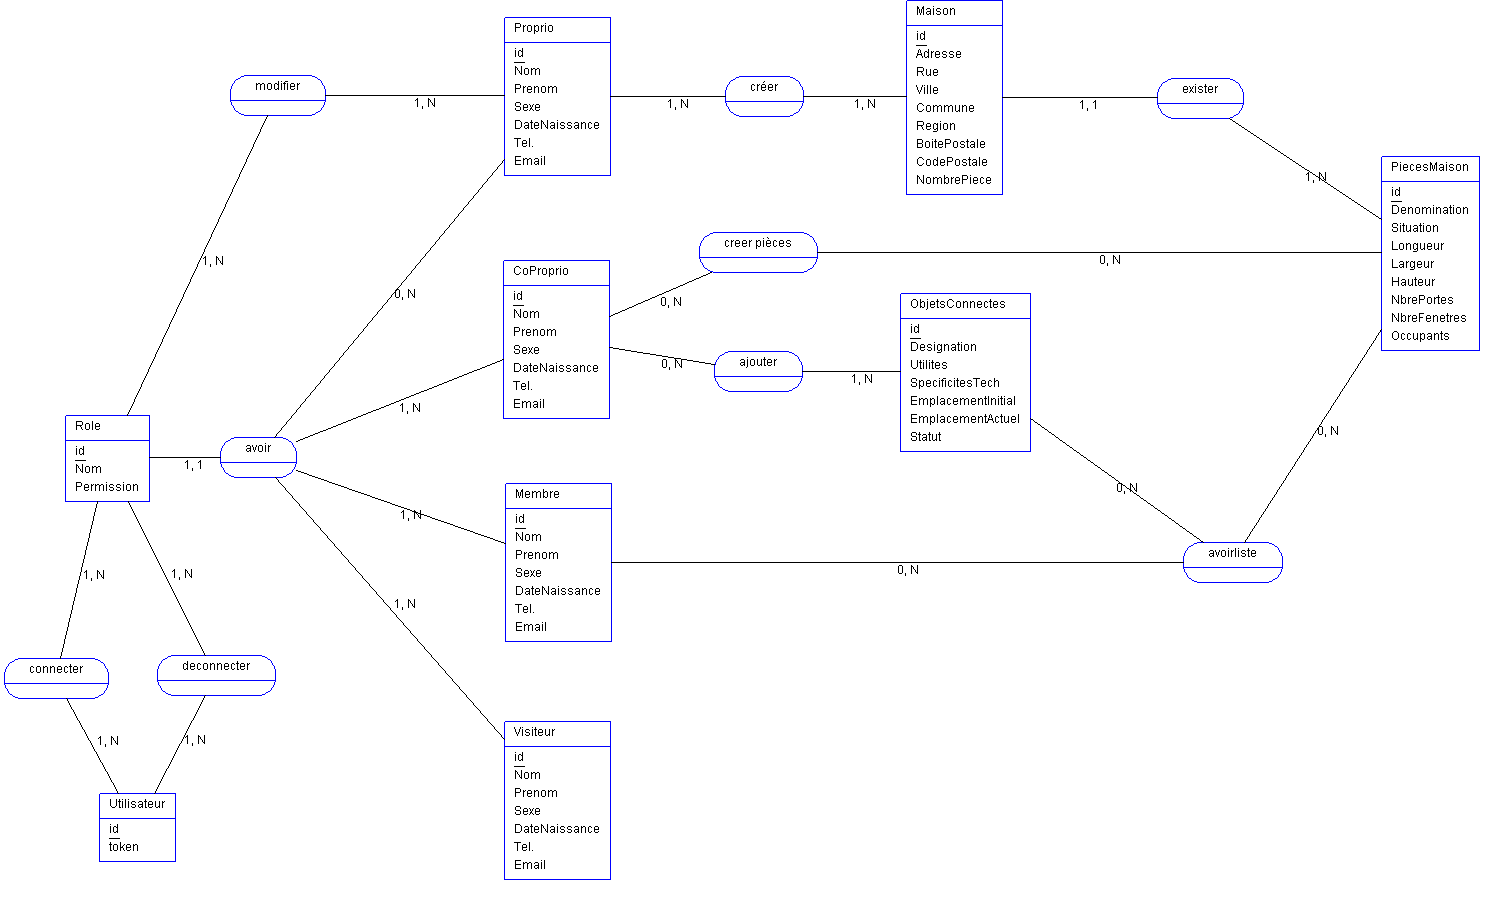 Proprio
id
Nom
Prenom
Sexe
DateNaissance
Tel.
Email
Maison
id
Adresse
Rue
Ville
Commune
Region
BoitePostale
CodePostale
NombrePiece
modifier
1, N
1, N
créer
1, N
1, 1
exister
1, N
PiecesMaison
id
Denomination
Situation
Longueur
Largeur
Hauteur
NbrePortes
NbreFenetres
Occupants
1, N
0, N
CoProprio
id
Nom
Prenom
Sexe
DateNaissance
Tel.
Email
creer pièces
0, N
0, N
ajouter
0, N
1, N
ObjetsConnectes
id
Designation
Utilites
SpecificitesTech
EmplacementInitial
EmplacementActuel
Statut
0, N
0, N
Role
id
Nom
Permission
1, 1
avoir
1, N
1, N
1, N
Membre
id
Nom
Prenom
Sexe
DateNaissance
Tel.
Email
0, N
avoirliste
1, N
1, N
connecter
deconnecter
1, N
1, N
Utilisateur
id
token
Visiteur
id
Nom
Prenom
Sexe
DateNaissance
Tel.
Email